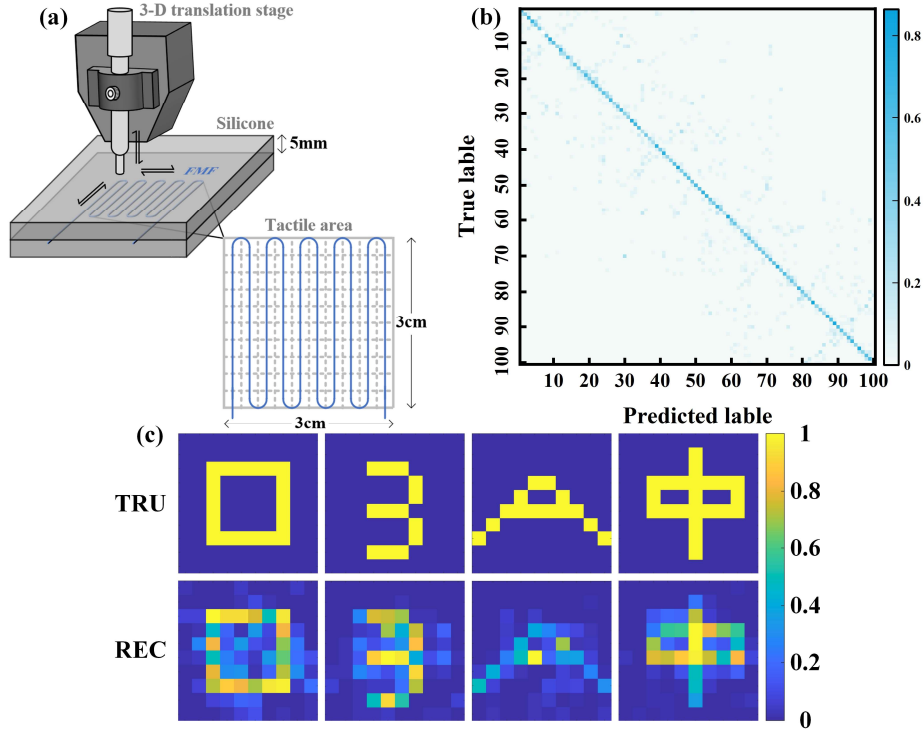 (a)
3-D translation stage
Silicone
5mm
FMF
Tactile area
3cm
3cm
(b)
True lable
10
20
30
40
50
60
70
80
90
100
10 20 30 40 50 60 70 80 90 100
Predicted lable
0.8
0.6
0.4
0.2
0
(c)
TRU
REC
1
0.8
0.6
0.4
0.2
0